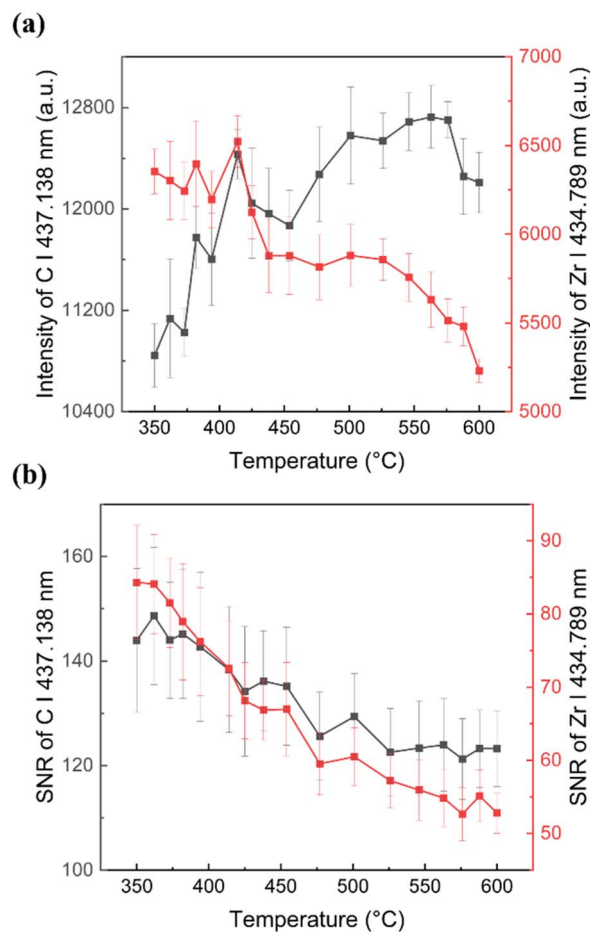 (a)
Intensity of C I 437.138 nm (a.u.)
12800
12000
11200
10400
7000
6500
6000
5500
5000
Intensity of Zr I 434.789 nm (a.u.)
350 400 450 500 550 600
Temperature (°C)
(b)
SNR of C I 437.138 nm
160
140
120
100
90
80
70
60
50
SNR of Zr I 434.789 nm
350 400 450 500 550 600
Temperature (°C)